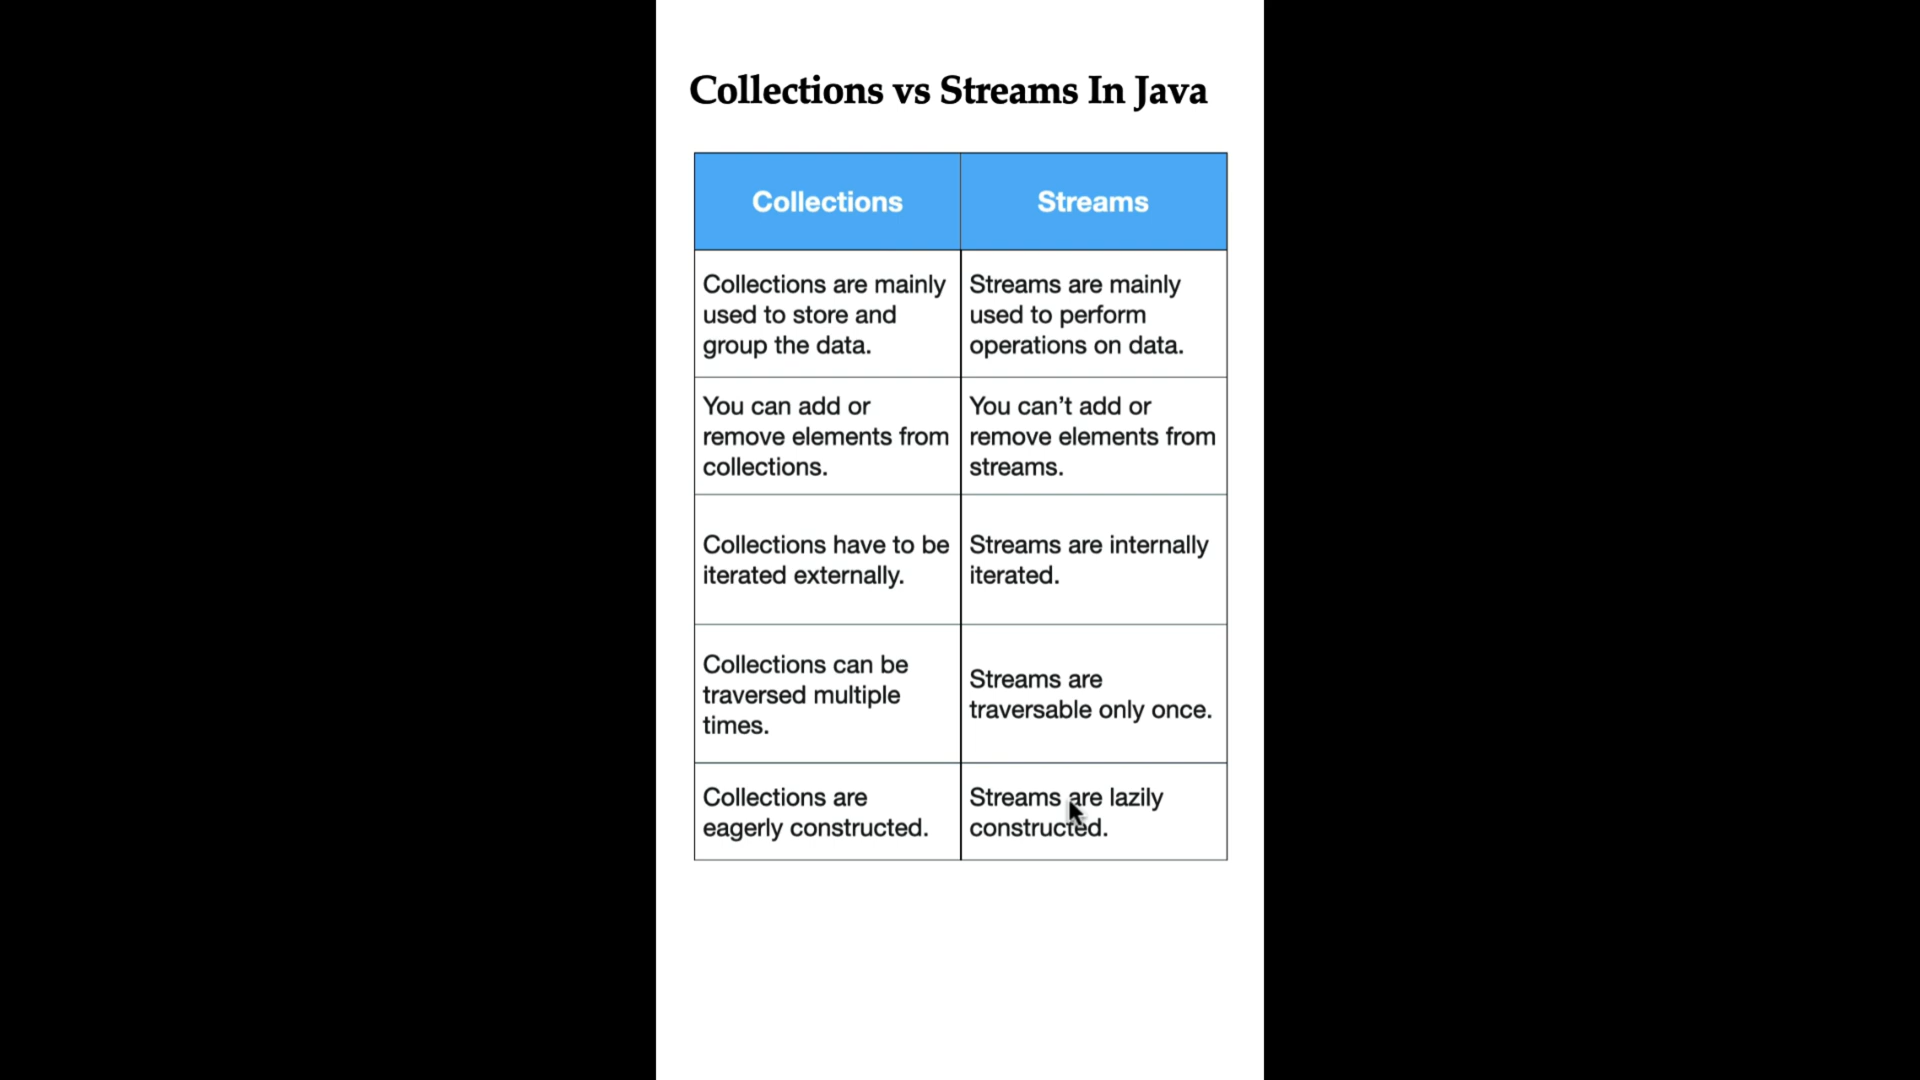 Collections vs Streams In Java
Collections
Streams
Collections are mainly
used to store and
group the data.
Streams are mainly
used to perform
operations on data.
You can add or
remove elements from
collections.
You can’t add or
remove elements from
streams.
Collections have to be
iterated externally.
Streams are internally
iterated.
Collections can be
traversed multiple
times.
Streams are
traversable only once.
Collections are
eagerly constructed.
Streams are lazily
constructed.